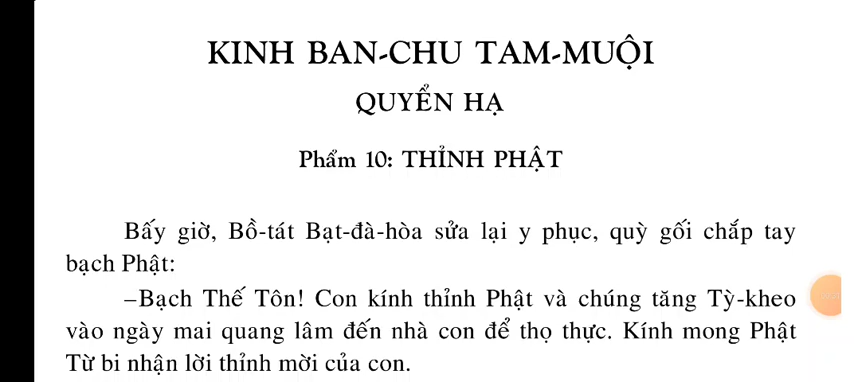 KINH BAN-CHU TAM-MUỘI
QUYỂN HẠ
Phẩm 10: THỈNH PHẬT
Bấy giờ, Bồ-tát Bạt-đà-hòa sửa lại y phục, quỳ gối chắp tay
bạch Phật:
–Bạch Thế Tôn! Con kính thỉnh Phật và chúng tăng Tỳ-kheo
vào ngày mai quang lâm đến nhà con để thọ thực. Kính mong Phật
Từ bi nhận lời thỉnh mời của con.